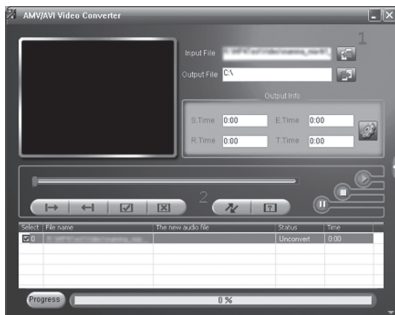 AMV/AVI Video Converter
1
Input File
Output File C:\
Output Info
S.Time 0:00 E.Time 0:00
R.Time 0:00 T.Time 0:00
2
Select File name The new audio file Status Time
0 Unconvert 0:00
Progress 0 %